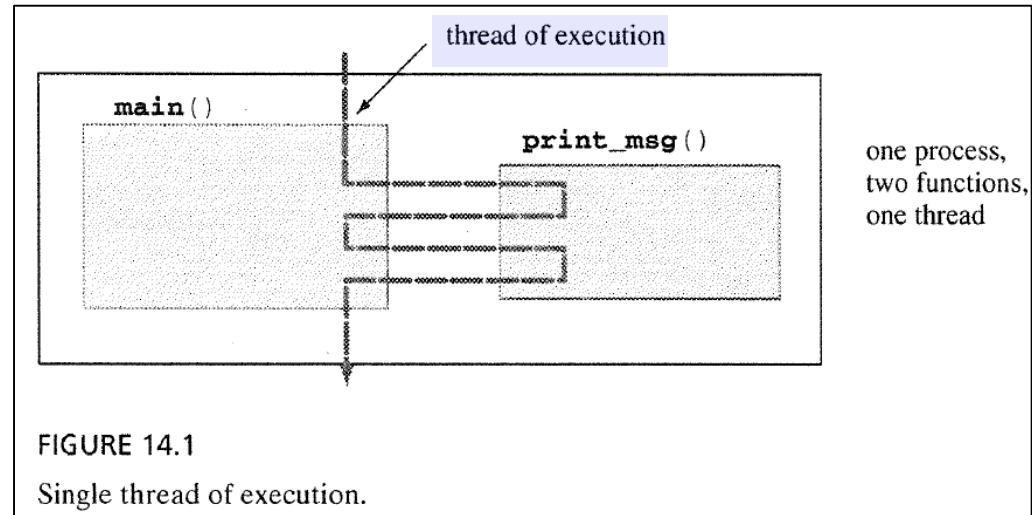 thread of execution
main()
print_msg()
one process,
two functions,
one thread
FIGURE 14.1
Single thread of execution.